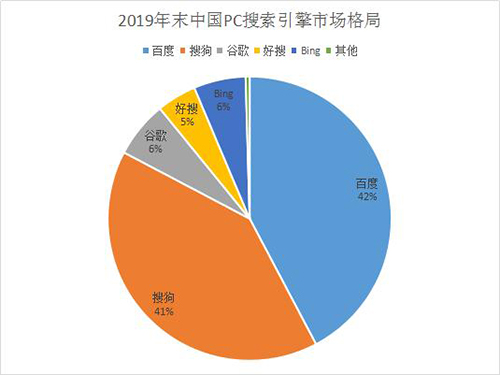 2019年末中国PC搜索引擎市场格局
百度 搜狗 谷歌 好搜 Bing 其他
Bing
6%
好搜
5%
谷歌
6%
百度
42%
搜狗
41%